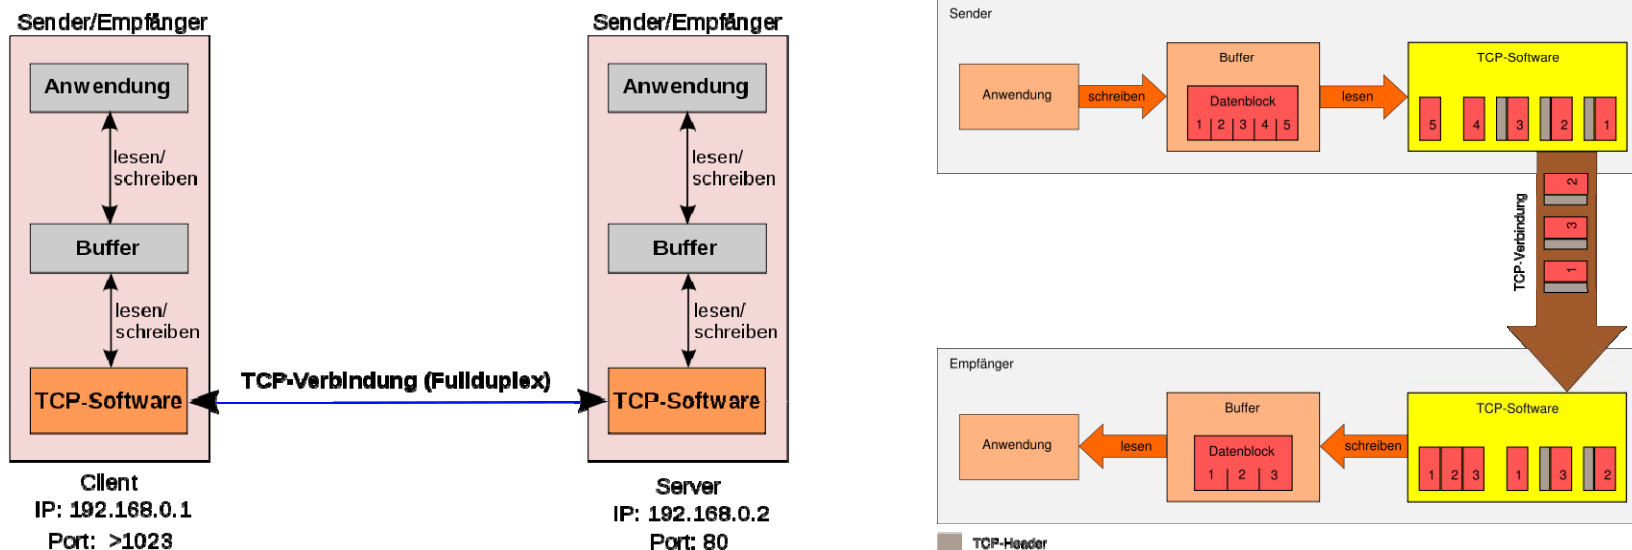 Sender/Empfänger
Anwendung
lesen/
schreiben
Buffer
lesen/
schreiben
TCP-Software
Client
IP: 192.168.0.1
Port: >1023
TCP-Verbindung (Fullduplex)
Sender/Empfänger
Anwendung
lesen/
schreiben
Buffer
lesen/
schreiben
TCP-Software
Server
IP: 192.168.0.2
Port: 80
Sender
Anwendung
schreiben
Buffer
Datenblock
1 2 3 4 5
lesen
TCP-Software
5 4 3 2 1
TCP-Verbindung
2
3
1
Empfänger
Anwendung
lesen
Buffer
Datenblock
1 2 3
schreiben
TCP-Software
1 2 3 1 3 2
TCP-Header